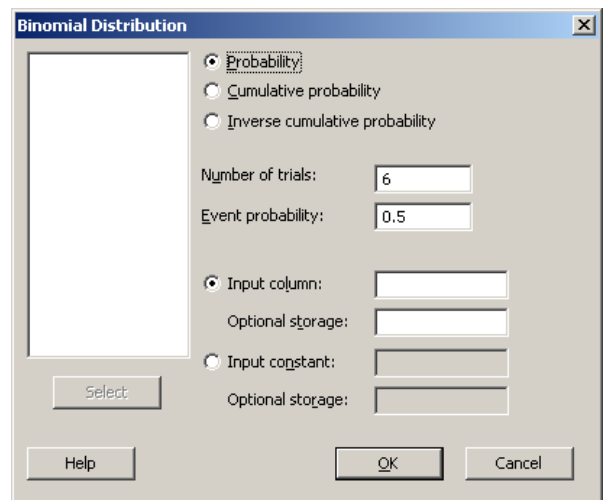 Binomial Distribution
Probability
Cumulative probability
Inverse cumulative probability
Number of trials: 6
Event probability: 0.5
Input column:
Optional storage:
Input constant:
Optional storage:
Select
Help
OK
Cancel